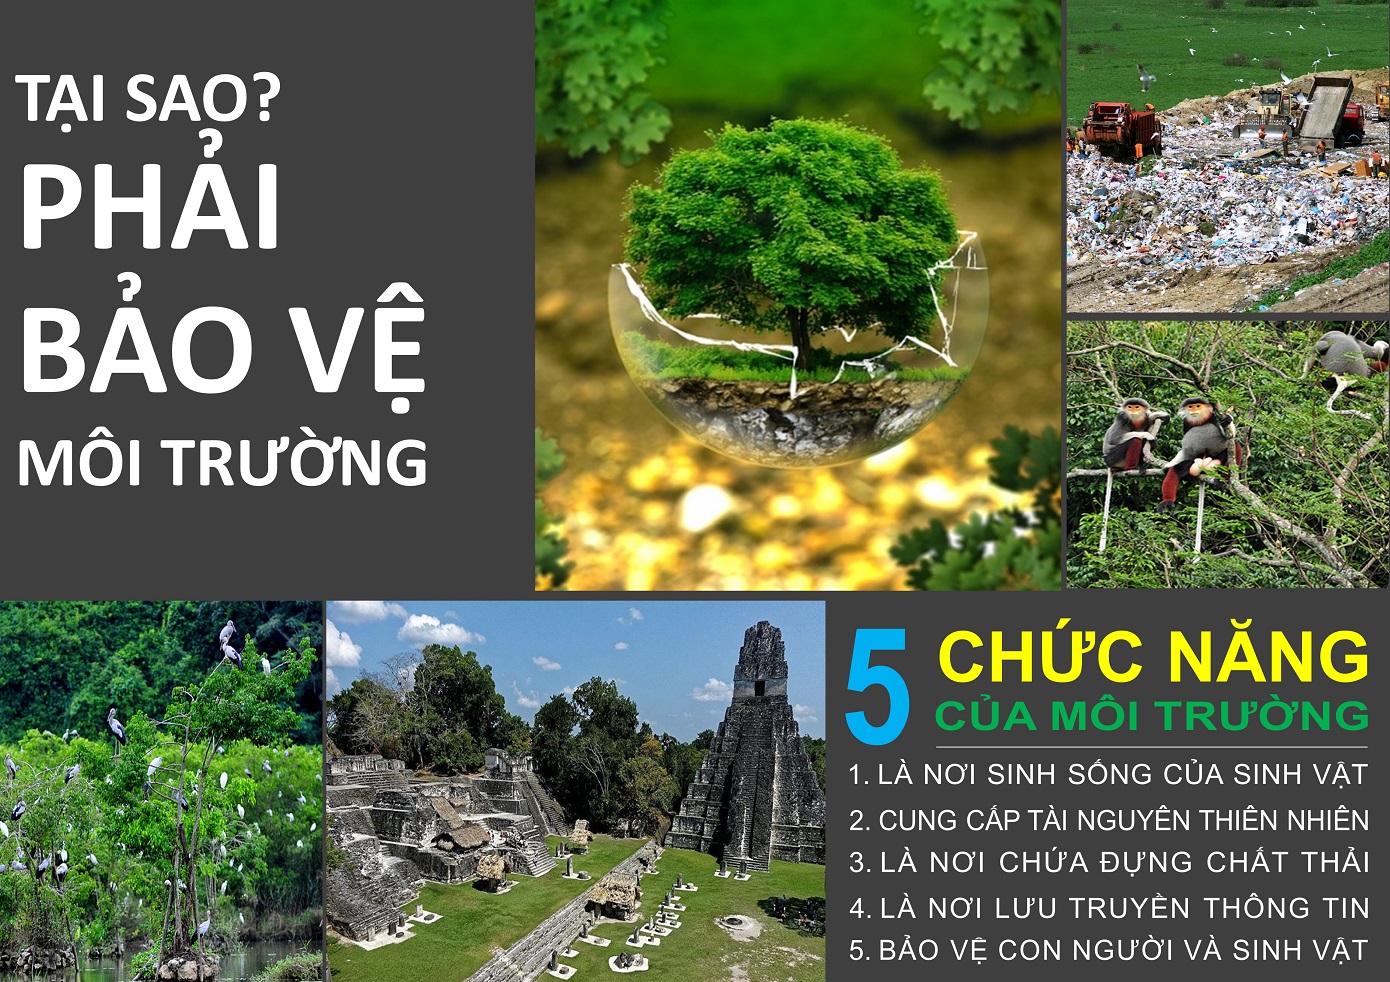 TẠI SAO?
PHẢI
BẢO VỆ
MÔI TRƯỜNG
5 CHỨC NĂNG
CỦA MÔI TRƯỜNG
1. LÀ NƠI SINH SỐNG CỦA SINH VẬT
2. CUNG CẤP TÀI NGUYÊN THIÊN NHIÊN
3. LÀ NƠI CHỨA ĐỰNG CHẤT THẢI
4. LÀ NƠI LƯU TRUYỀN THÔNG TIN
5. BẢO VỆ CON NGƯỜI VÀ SINH VẬT